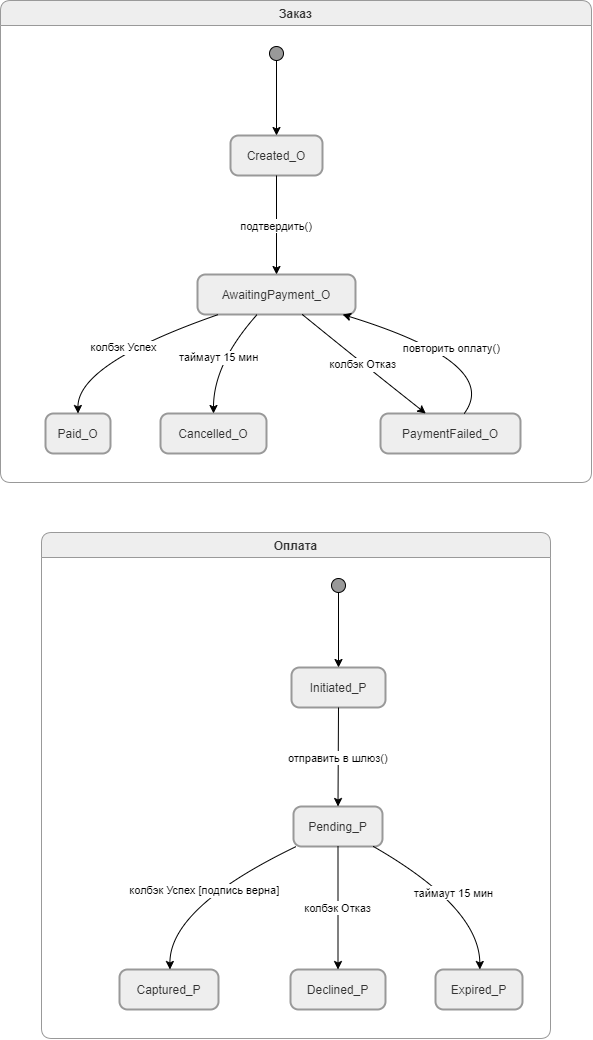 Заказ
Created_O
подтвердить()
AwaitingPayment_O
колбэк Успех
таймаут 15 мин
колбэк Отказ
повторить оплату()
Paid_O
Cancelled_O
PaymentFailed_O
Оплата
Initiated_P
отправить в шлюз()
Pending_P
колбэк Успех [подпись верна]
колбэк Отказ
таймаут 15 мин
Captured_P
Declined_P
Expired_P